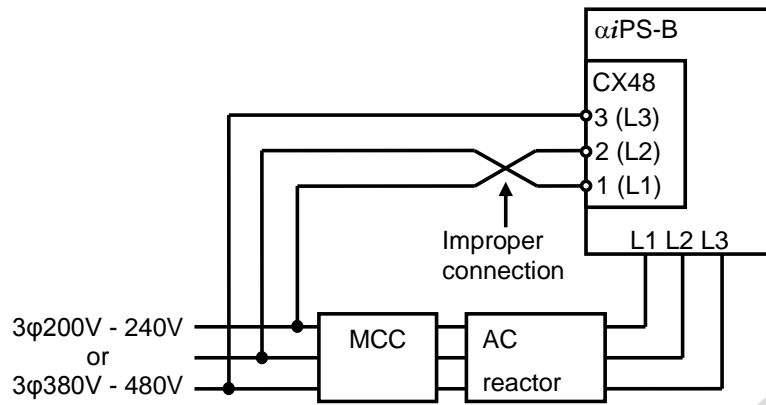 αiPS-B
CX48
3 (L3)
2 (L2)
1 (L1)
Improper
connection
L1 L2 L3
3φ200V - 240V
or
3φ380V - 480V
MCC
AC
reactor